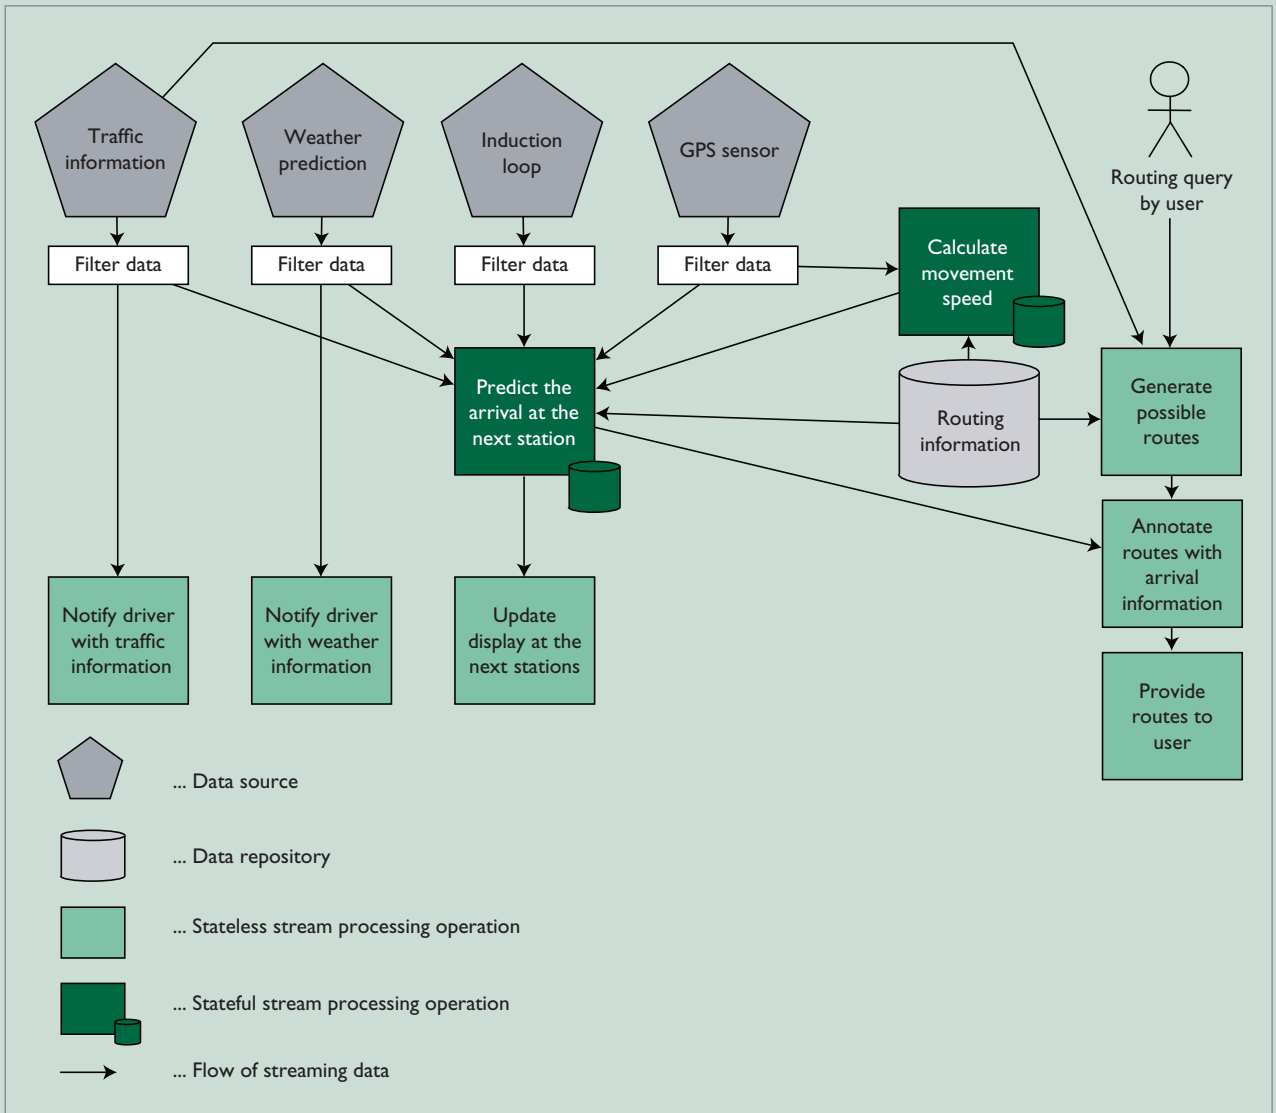 Traffic
information
Weather
prediction
Induction
loop
GPS sensor
Routing query
by user
Filter data
Filter data
Filter data
Filter data
Calculate
movement
speed
Predict the
arrival at the
next station
Routing
information
Generate
possible
routes
Annotate
routes with
arrival
information
Notify driver
with traffic
information
Notify driver
with weather
information
Update
display at the
next stations
Provide
routes to
user
... Data source
... Data repository
... Stateless stream processing operation
... Stateful stream processing operation
... Flow of streaming data